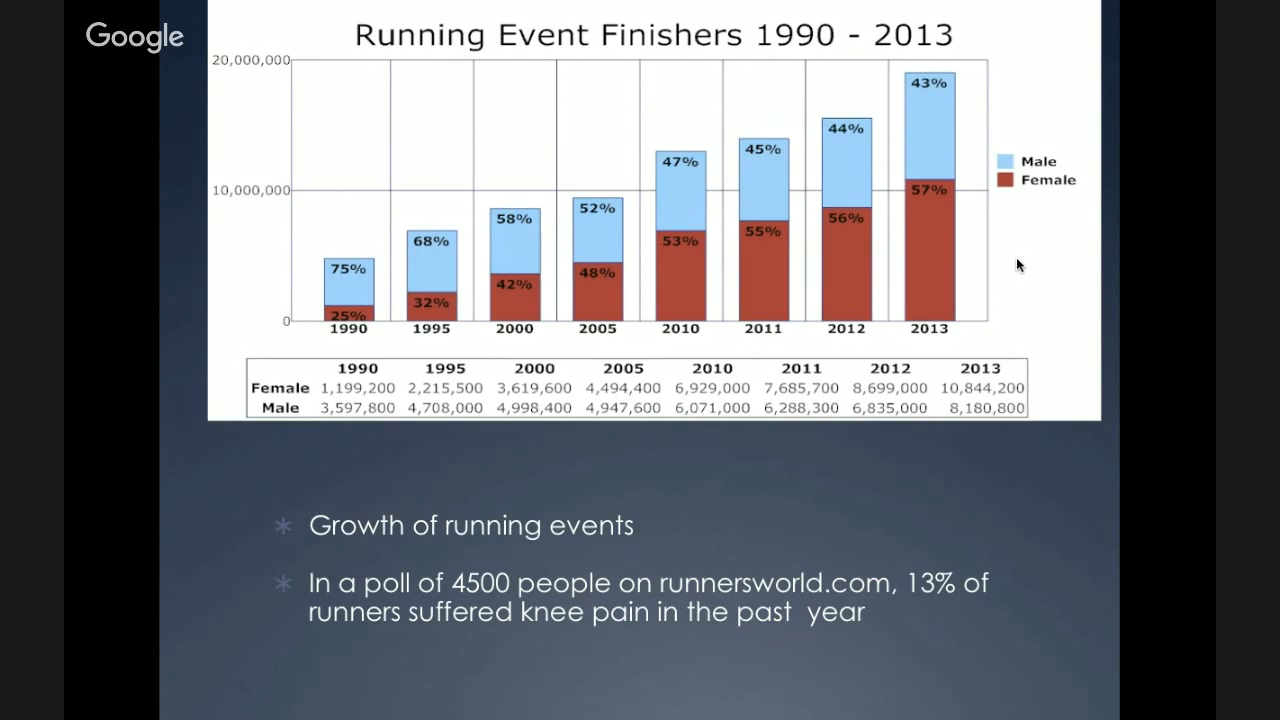 Google
Running Event Finishers 1990 - 2013
20,000,000
10,000,000
0
75%
25%
68%
32%
58%
42%
52%
48%
47%
53%
45%
55%
44%
56%
43%
57%
Male
Female
1990 1995 2000 2005 2010 2011 2012 2013
1990 1995 2000 2005 2010 2011 2012 2013
Female 1,199,200 2,215,500 3,619,600 4,494,400 6,929,000 7,685,700 8,699,000 10,844,200
Male 3,597,800 4,708,000 4,998,400 4,947,600 6,071,000 6,288,300 6,835,000 8,180,800
Growth of running events
In a poll of 4500 people on runnersworld.com, 13% of
runners suffered knee pain in the past year